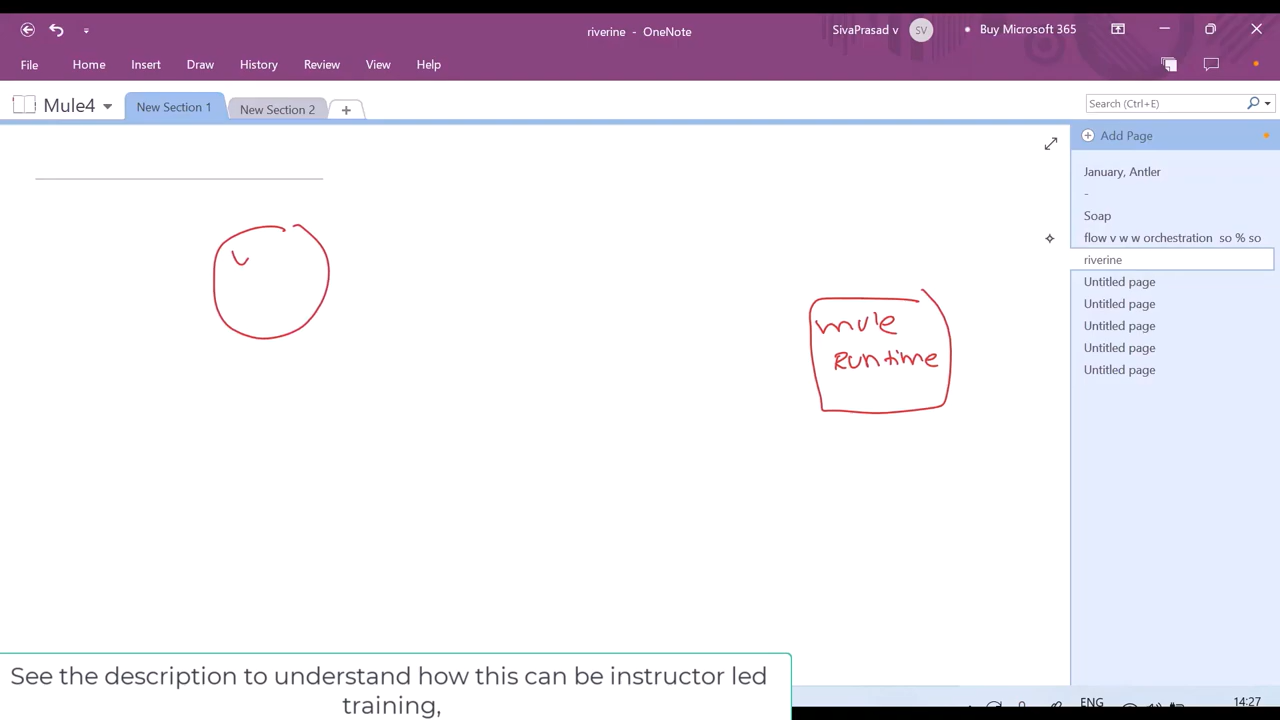 riverine - OneNote
SivaPrasad v
SV
Buy Microsoft 365
File
Home
Insert
Draw
History
Review
View
Help
Mule4
New Section 1
New Section 2
Search (Ctrl+E)
Add Page
January, Antler
-
Soap
flow v w w orchestration so % so
riverine
Untitled page
Untitled page
Untitled page
Untitled page
Untitled page
v
mule
Runtime
See the description to understand how this can be instructor led
training,
ENG
14:27